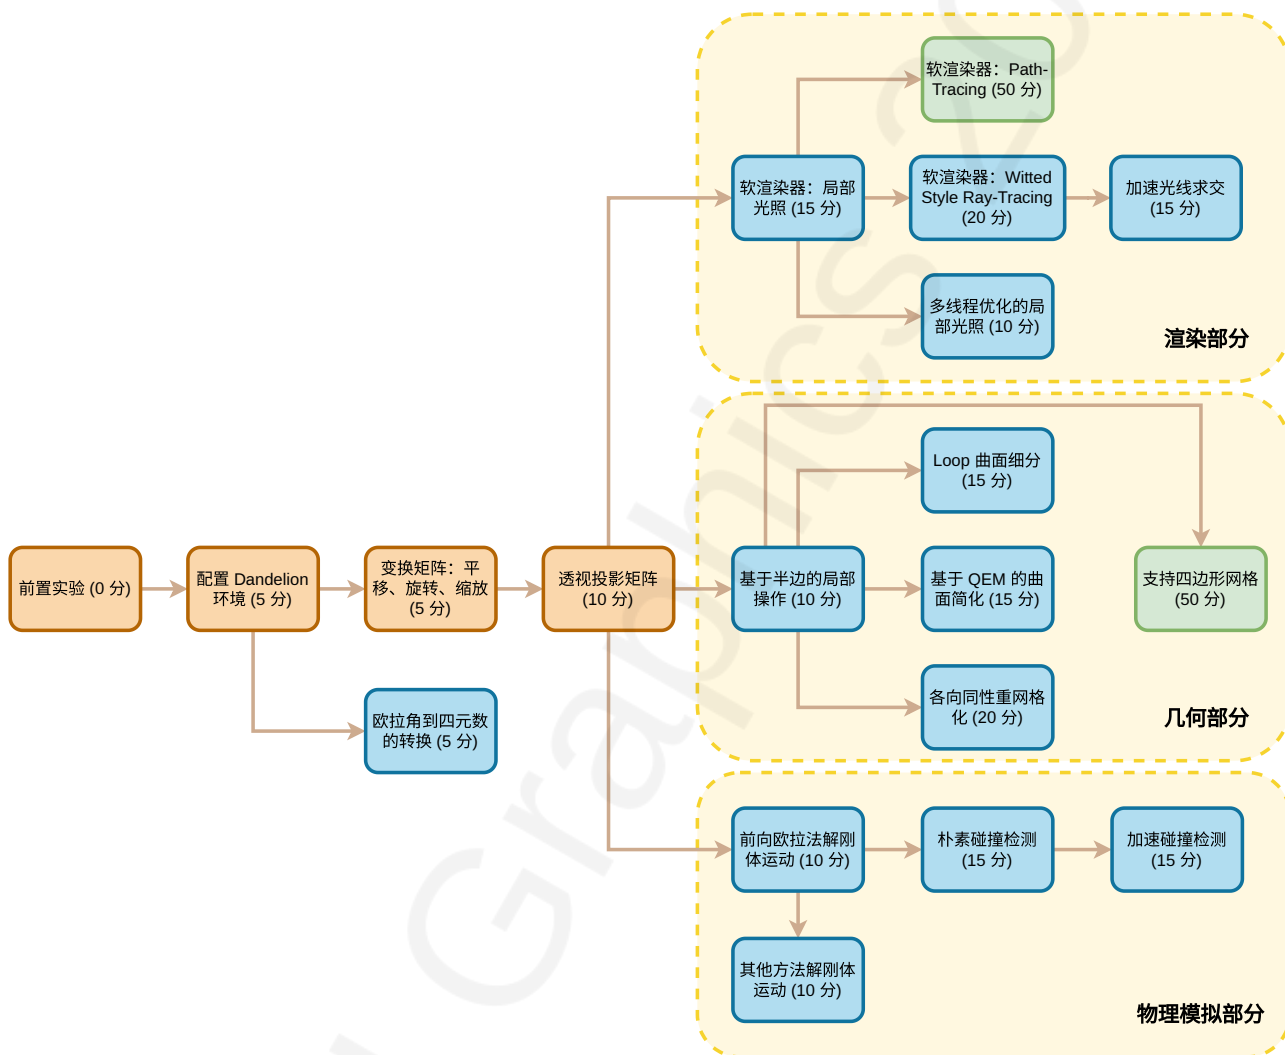 软渲染器：Path-
Tracing (50 分)
软渲染器：局部
光照 (15 分)
软渲染器：Witted
Style Ray-Tracing
(20 分)
加速光线求交
(15 分)
多线程优化的局
部光照 (10 分)
渲染部分
Loop 曲面细分
(15 分)
前置实验 (0 分)
配置 Dandelion
环境 (5 分)
变换矩阵：平
移、旋转、缩放
(5 分)
透视投影矩阵
(10 分)
基于半边的局部
操作 (10 分)
基于 QEM 的曲
面简化 (15 分)
支持四边形网格
(50 分)
欧拉角到四元数
的转换 (5 分)
各向同性重网格
化 (20 分)
几何部分
前向欧拉法解刚
体运动 (10 分)
朴素碰撞检测
(15 分)
加速碰撞检测
(15 分)
其他方法解刚体
运动 (10 分)
物理模拟部分
Graphics 20